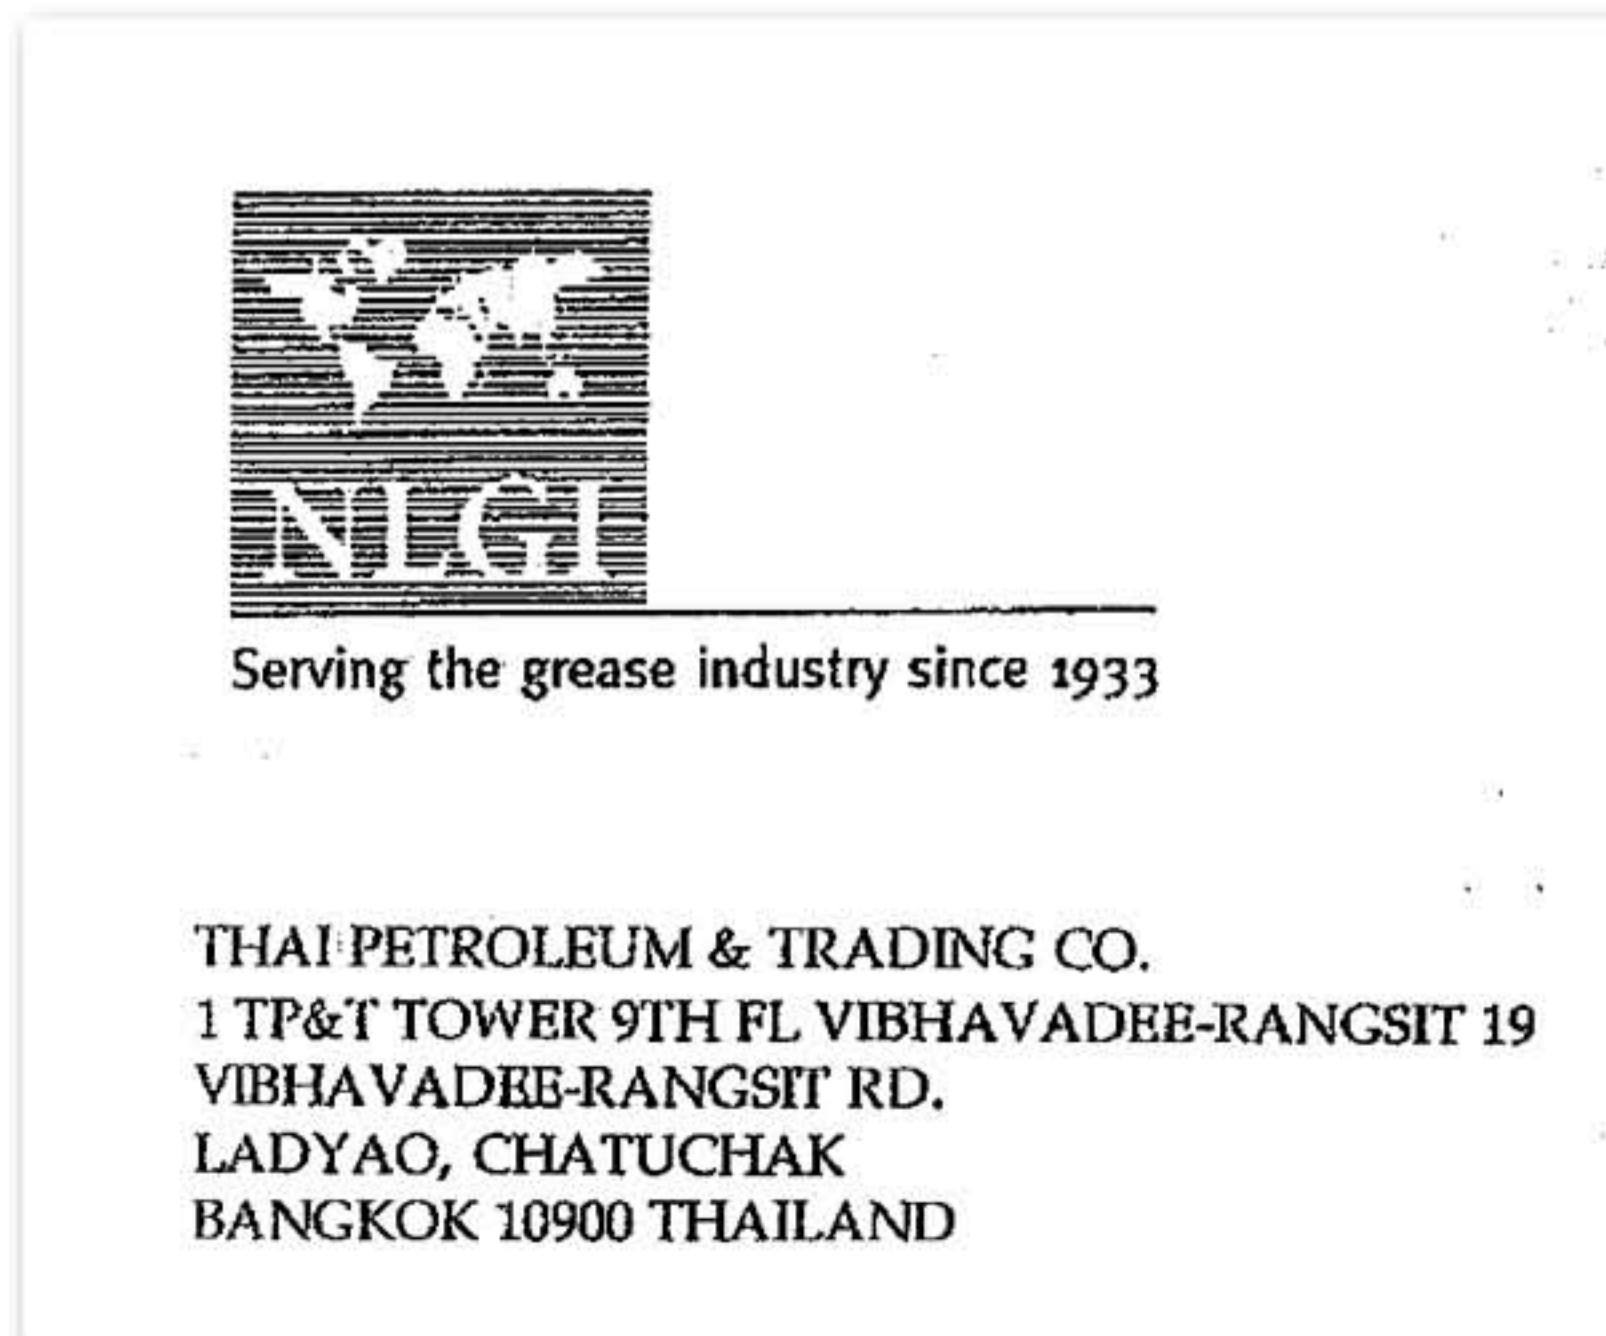 NLGI
Serving the grease industry since 1933
THAI PETROLEUM & TRADING CO.
1 TP&T TOWER 9TH FL VIBHAVADEE-RANGSIT 19
VIBHAVADEE-RANGSIT RD.
LADYAO, CHATUCHAK
BANGKOK 10900 THAILAND